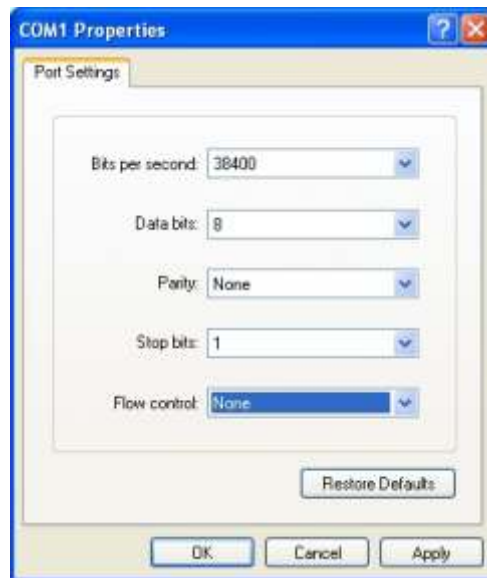 COM1 Properties
Port Settings
Bits per second: 38400
Data bits: 8
Parity: None
Stop bits: 1
Flow control: None
Restore Defaults
OK Cancel Apply